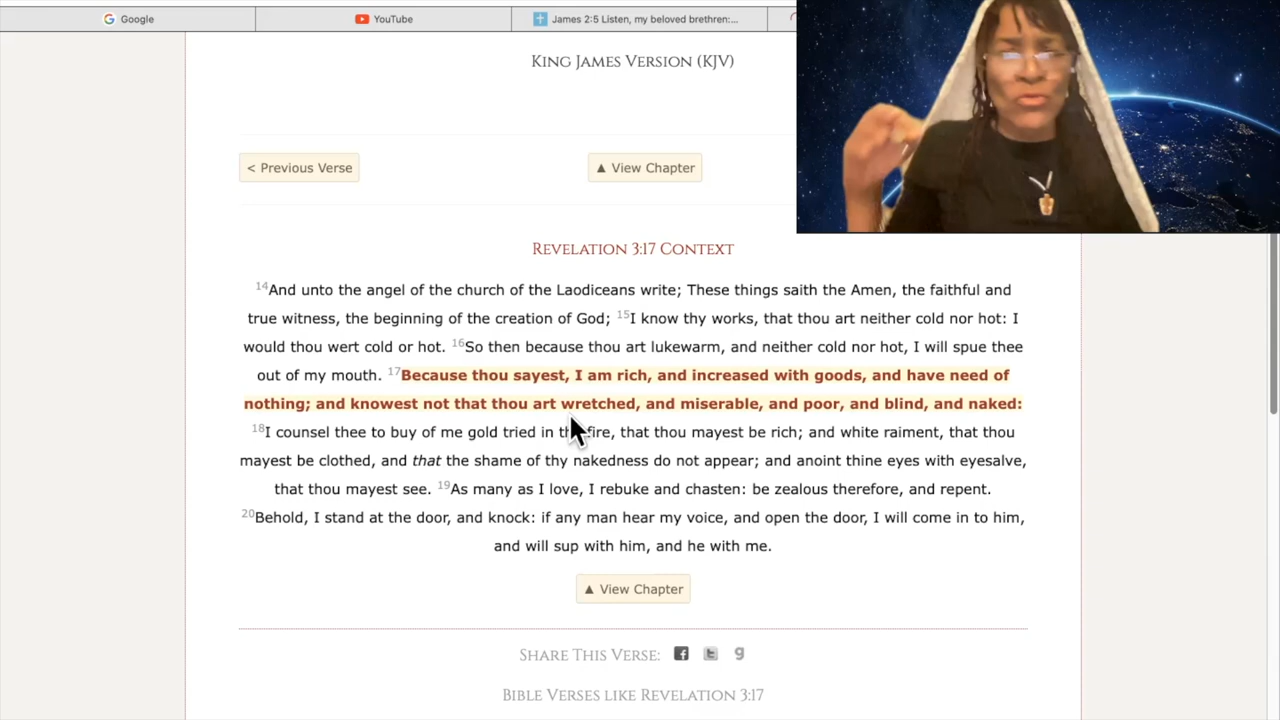 Google
YouTube
James 2:5 Listen, my beloved brethren:...
King James Version (KJV)
< Previous Verse
▲ View Chapter
Revelation 3:17 Context
14And unto the angel of the church of the Laodiceans write; These things saith the Amen, the faithful and
true witness, the beginning of the creation of God; 15I know thy works, that thou art neither cold nor hot: I
would thou wert cold or hot. 16So then because thou art lukewarm, and neither cold nor hot, I will spue thee
out of my mouth. 17Because thou sayest, I am rich, and increased with goods, and have need of
nothing; and knowest not that thou art wretched, and miserable, and poor, and blind, and naked:
18I counsel thee to buy of me gold tried in the fire, that thou mayest be rich; and white raiment, that thou
mayest be clothed, and that the shame of thy nakedness do not appear; and anoint thine eyes with eyesalve,
that thou mayest see. 19As many as I love, I rebuke and chasten: be zealous therefore, and repent.
20Behold, I stand at the door, and knock: if any man hear my voice, and open the door, I will come in to him,
and will sup with him, and he with me.
▲ View Chapter
Share This Verse:
Bible Verses like Revelation 3:17